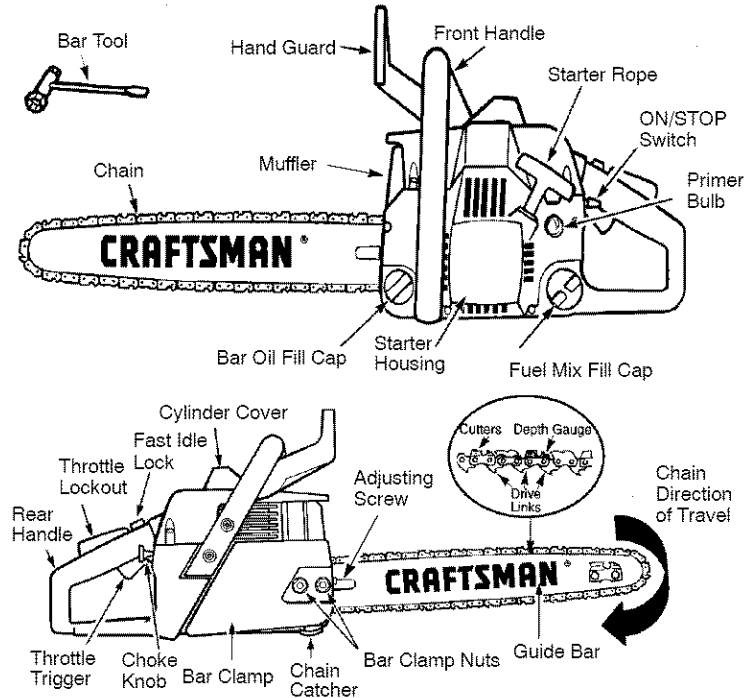 Bar Tool
Hand Guard
Front Handle
Starter Rope
ON/STOP
Switch
Chain
Muffler
Primer
Bulb
CRAFTSMAN®
Bar Oil Fill Cap
Starter
Housing
Fuel Mix Fill Cap
Cylinder Cover
Fast Idle
Lock
Throttle
Lockout
Rear
Handle
Adjusting
Screw
Cutters
Depth Gauge
Drive
Links
Chain
Direction
of Travel
CRAFTSMAN®
Throttle
Trigger
Choke
Knob
Bar Clamp
Chain
Catcher
Bar Clamp Nuts
Guide Bar